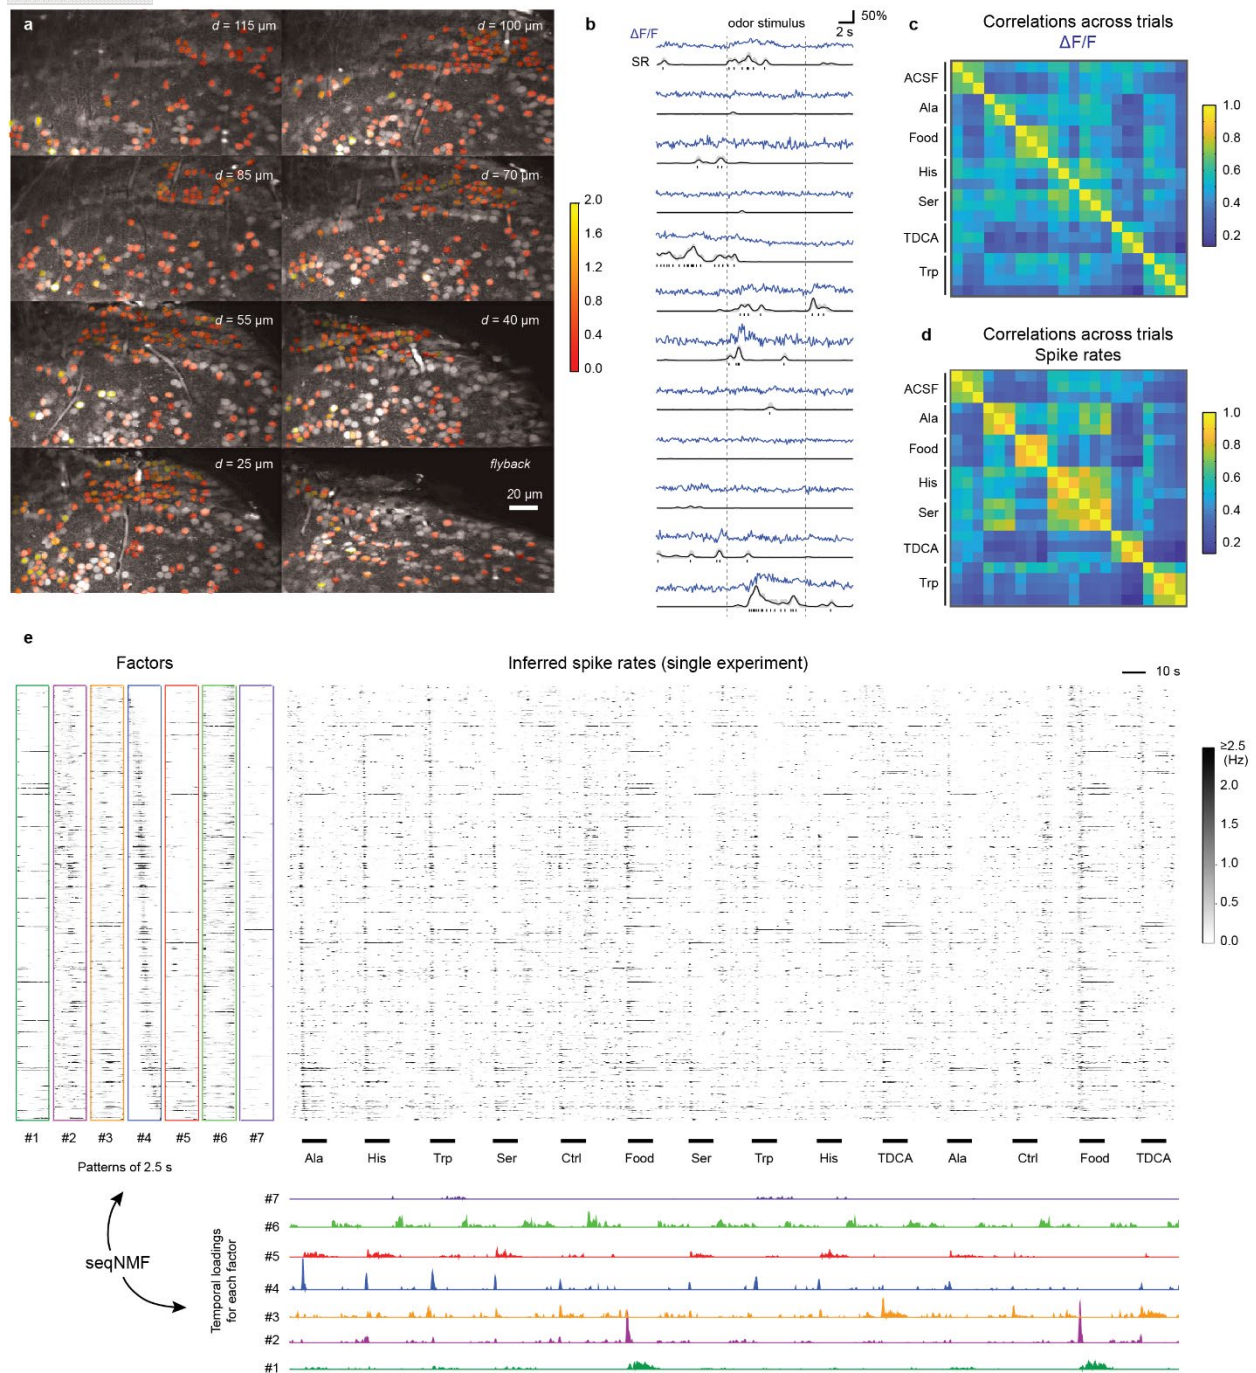 a
d = 115 µm
d = 100 µm
d = 85 µm
d = 70 µm
d = 55 µm
d = 40 µm
d = 25 µm
flyback
20 µm
2.0
1.6
1.2
0.8
0.4
0.0
b
odor stimulus
50%
2 s
ΔF/F
SR
c
Correlations across trials
ΔF/F
ACSF
Ala
Food
His
Ser
TDCA
Trp
1.0
0.8
0.6
0.4
0.2
d
Correlations across trials
Spike rates
ACSF
Ala
Food
His
Ser
TDCA
Trp
1.0
0.8
0.6
0.4
0.2
e
Factors
Inferred spike rates (single experiment)
10 s
≥2.5
(Hz)
2.0
1.5
1.0
0.5
0.0
#1 #2 #3 #4 #5 #6 #7
Patterns of 2.5 s
Ala His Trp Ser Ctrl Food Ser Trp His TDCA Ala Ctrl Food TDCA
seqNMF
Temporal loadings
for each factor
#7
#6
#5
#4
#3
#2
#1